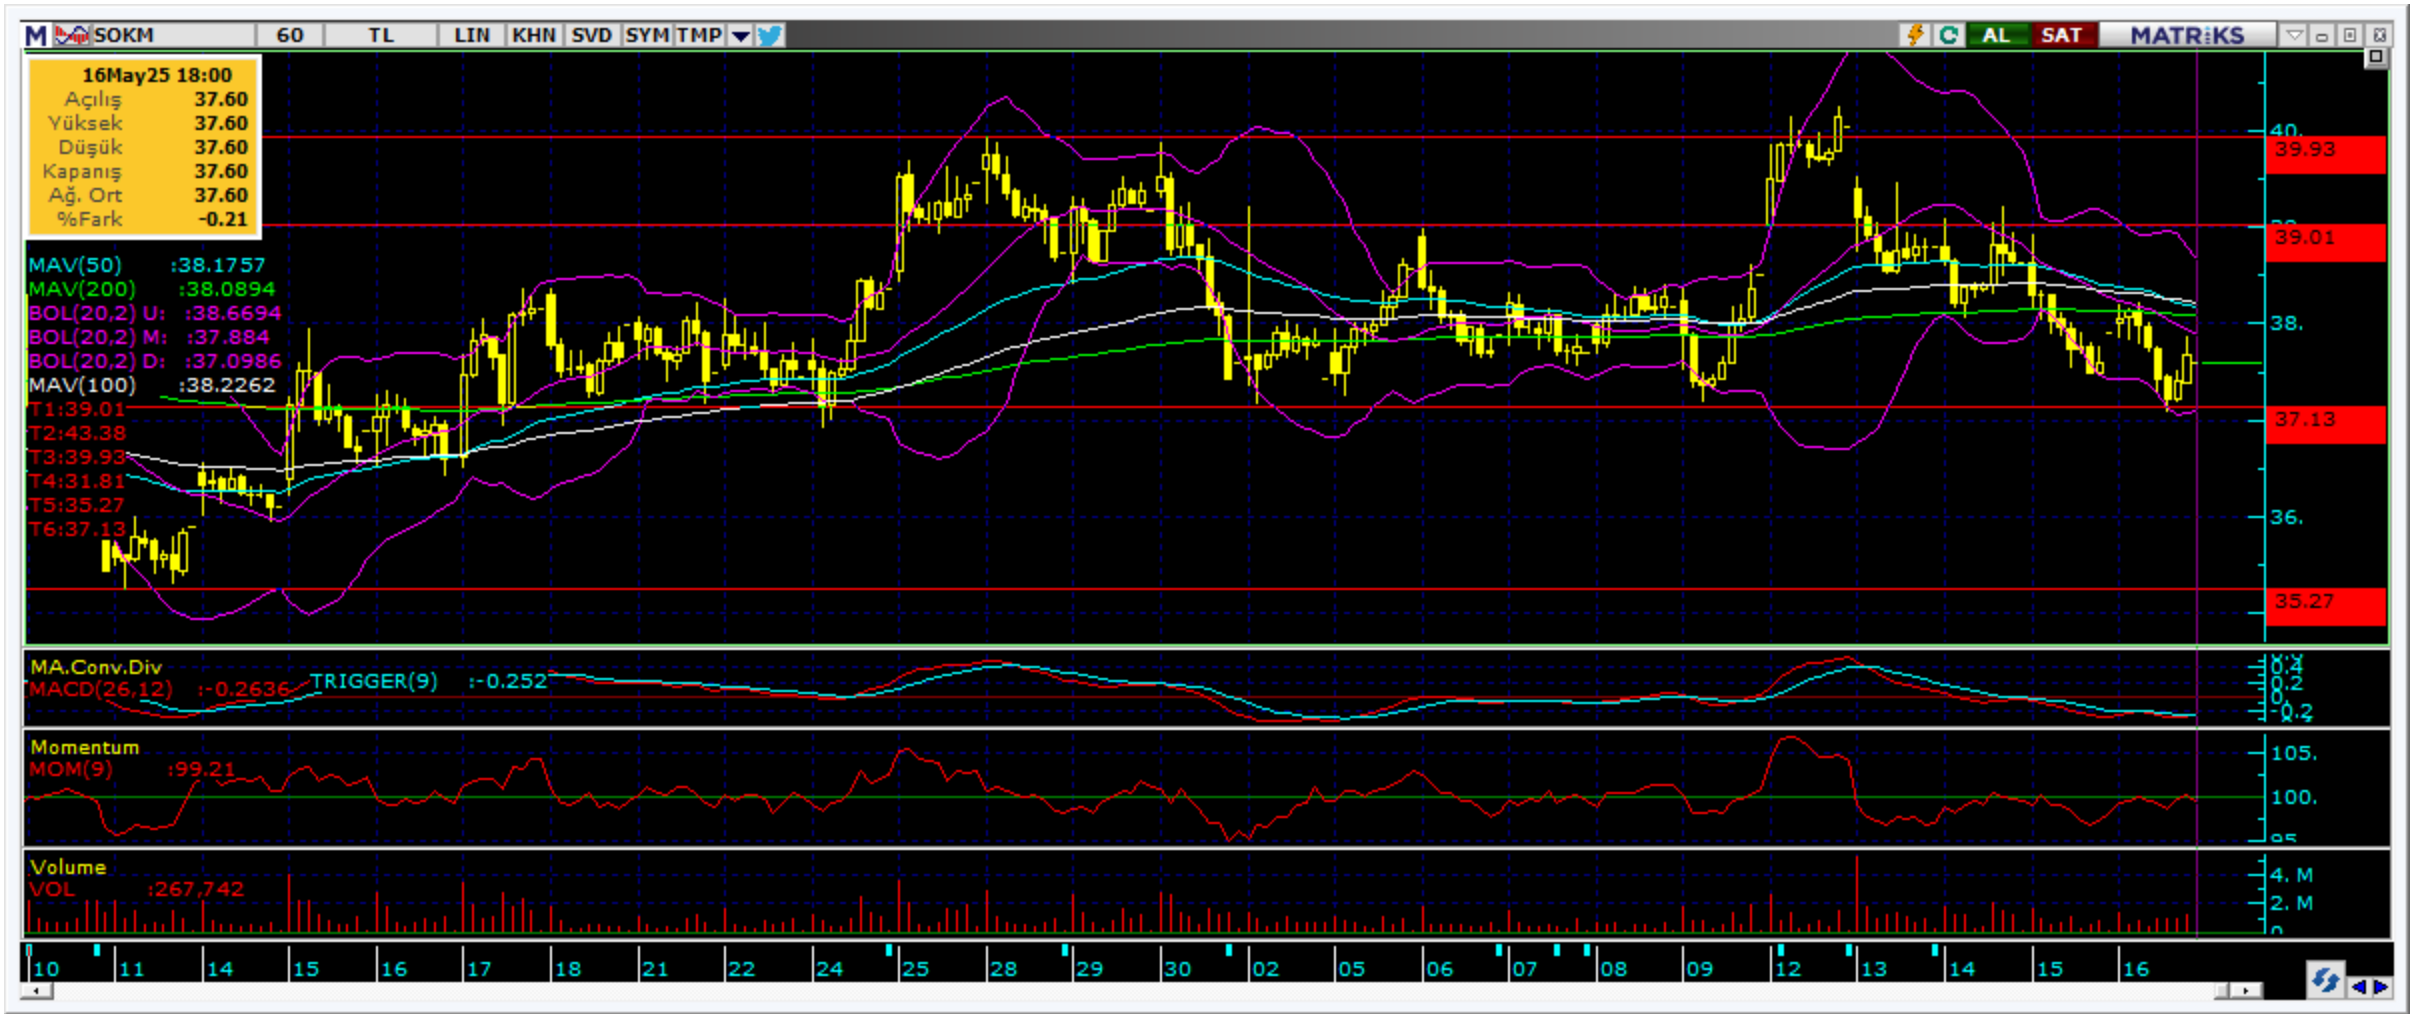 M SOKM 60 TL LIN KHN SVD SYM TMP AL SAT MATRiKS
16May25 18:00
Açılış 37.60
Yüksek 37.60
Düşük 37.60
Kapanış 37.60
Ağ. Ort 37.60
%Fark -0.21
MAV(50) :38.1757
MAV(200) :38.0894
BOL(20,2) U: :38.6694
BOL(20,2) M: :37.884
BOL(20,2) D: :37.0986
MAV(100) :38.2262
T1:39.01
T2:43.38
T3:39.93
T4:31.81
T5:35.27
T6:37.13
40.
39.93
39.01
38.
37.13
36.
35.27
MA.Conv.Div
MACD(26,12) :-0.2636 TRIGGER(9) :-0.252
0.4
0.2
0.
-0.2
Momentum
MOM(9) :99.21
105.
100.
95
Volume
VOL :267,742
4. M
2. M
0
10 11 14 15 16 17 18 21 22 24 25 28 29 30 02 05 06 07 08 09 12 13 14 15 16